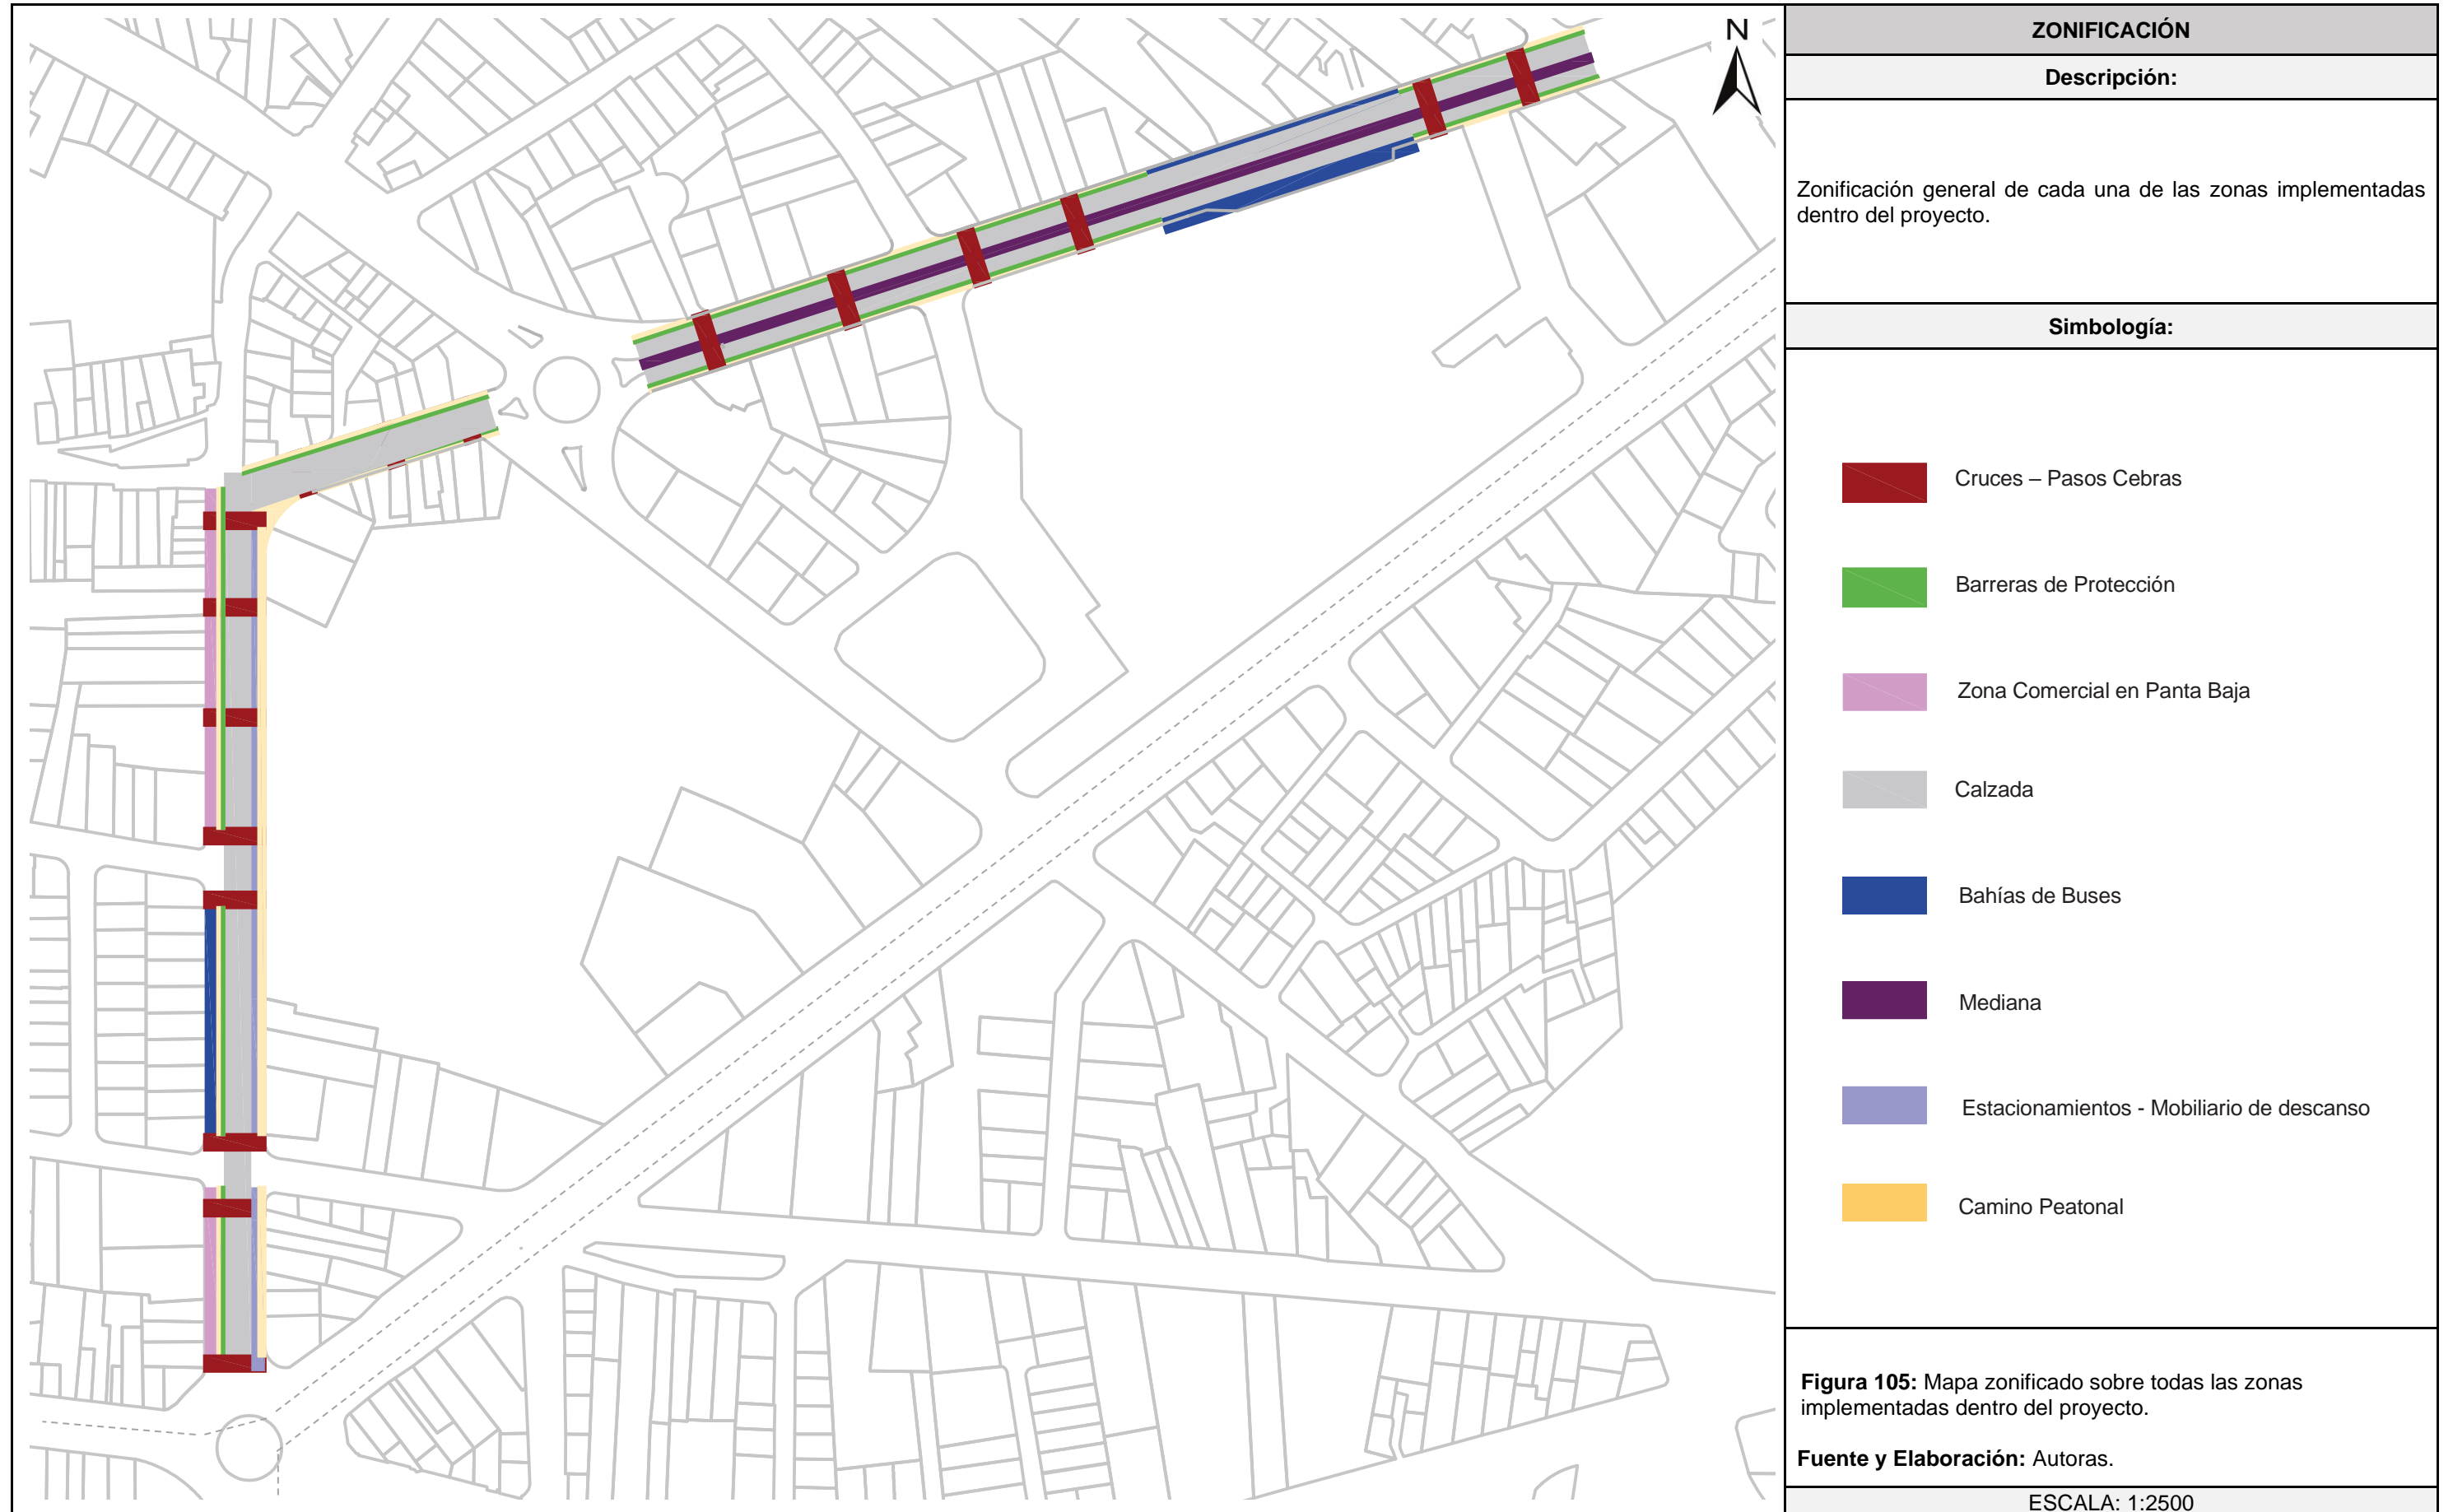 N
ZONIFICACIÓN
Descripción:
Zonificación general de cada una de las zonas implementadas
dentro del proyecto.
Simbología:
Cruces – Pasos Cebras
Barreras de Protección
Zona Comercial en Panta Baja
Calzada
Bahías de Buses
Mediana
Estacionamientos - Mobiliario de descanso
Camino Peatonal
Figura 105: Mapa zonificado sobre todas las zonas
implementadas dentro del proyecto.
Fuente y Elaboración: Autoras.
ESCALA: 1:2500